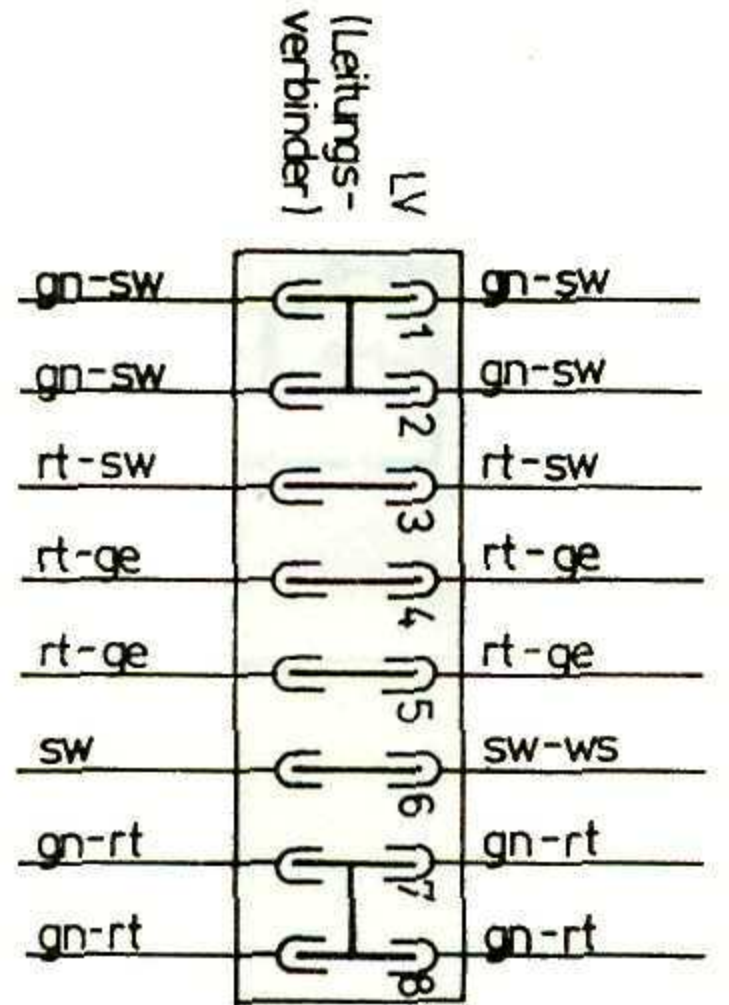 (Leitungs-
verbinder)
LV
gn-sw gn-sw
1
gn-sw gn-sw
2
rt-sw rt-sw
3
rt-ge rt-ge
4
rt-ge rt-ge
5
sw sw-ws
6
gn-rt gn-rt
7
gn-rt gn-rt
8